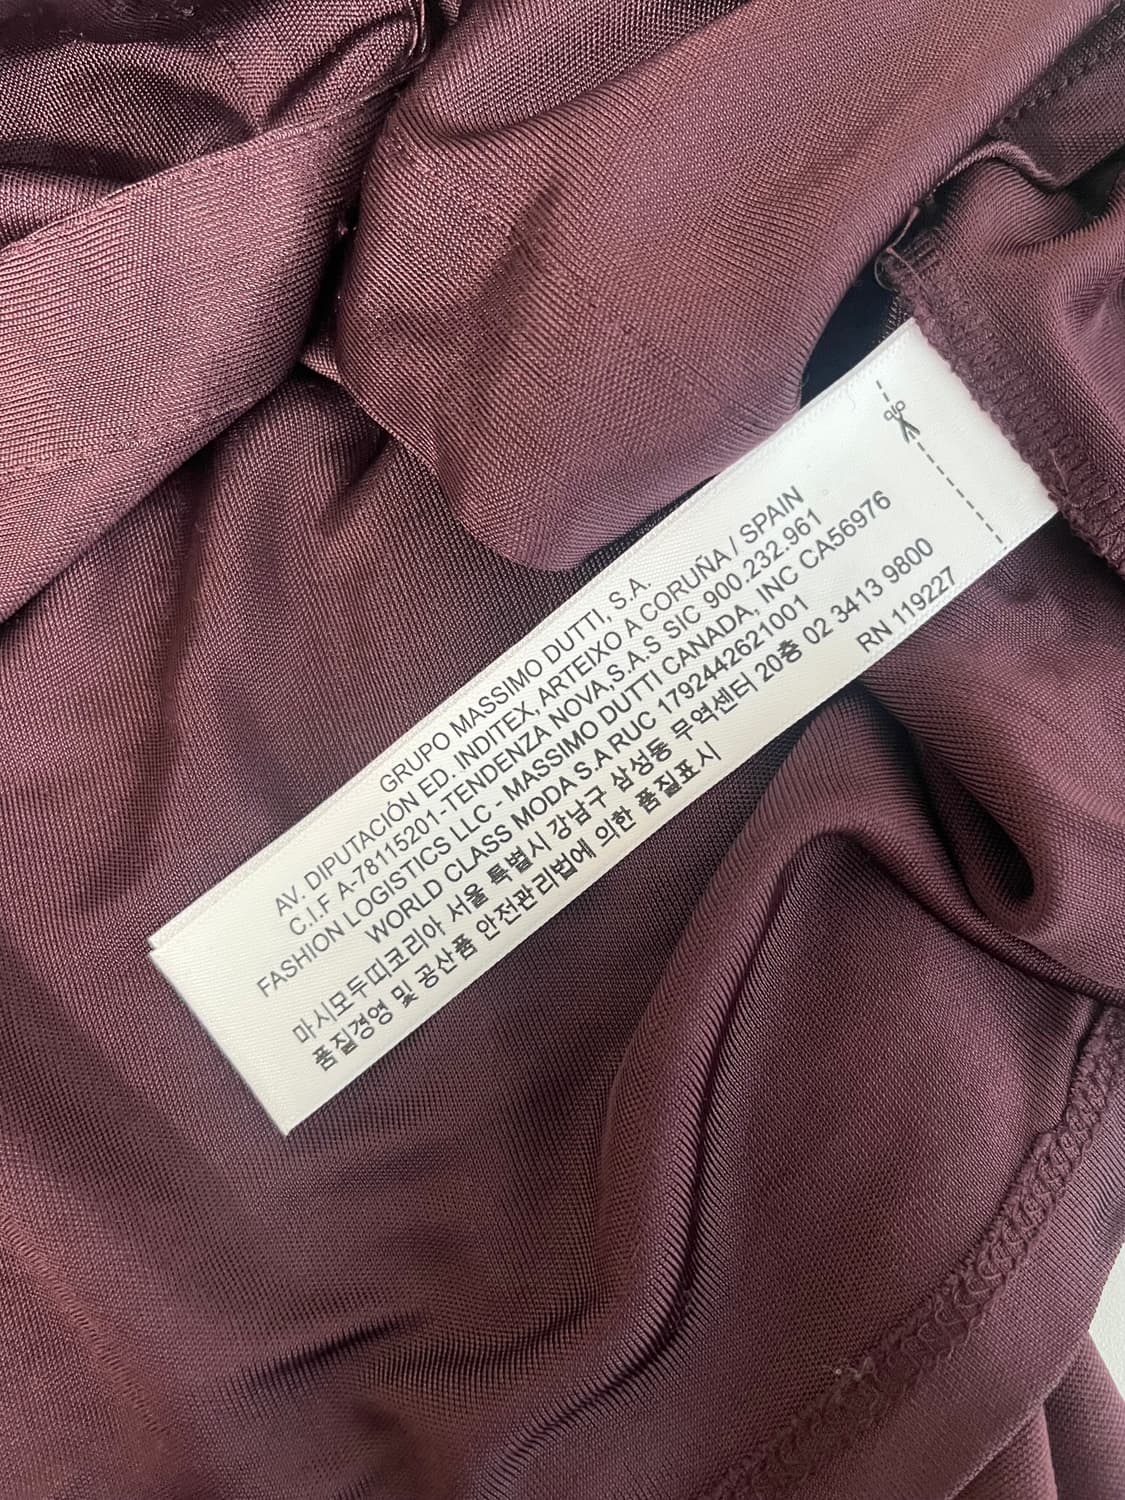 GRUPO MASSIMO DUTTI, S.A.
AV. DIPUTACIÓN ED. INDITEX, ARTEIXO A CORUÑA / SPAIN
C.I.F A-78115201- TENDENZA NOVA,S.A.S SIC 900.232.961
FASHION LOGISTICS LLC - MASSIMO DUTTI CANADA, INC CA56976
WORLD CLASS MODA S.A RUC 1792442621001
마시모두띠코리아 서울 특별시 강남구 삼성동 무역센터 20층 02 3413 9800
품질경영 및 공산품 안전관리법에 의한 품질표시
RN 119227